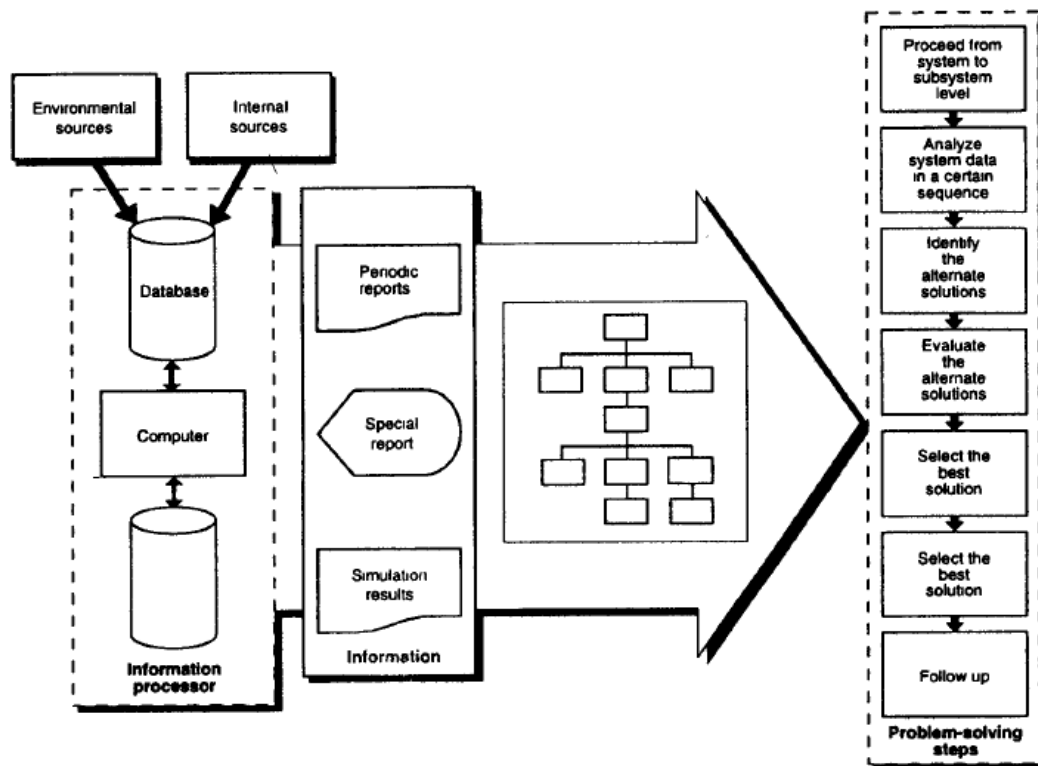 Environmental
sources
Internal
sources
Database
Computer
Information
processor
Periodic
reports
Special
report
Simulation
results
Information
Proceed from
system to
subsystem
level
Analyze
system data
in a certain
sequence
Identify
the
alternate
solutions
Evaluate
the
alternate
solutions
Select the
best
solution
Select the
best
solution
Follow up
Problem-solving
steps